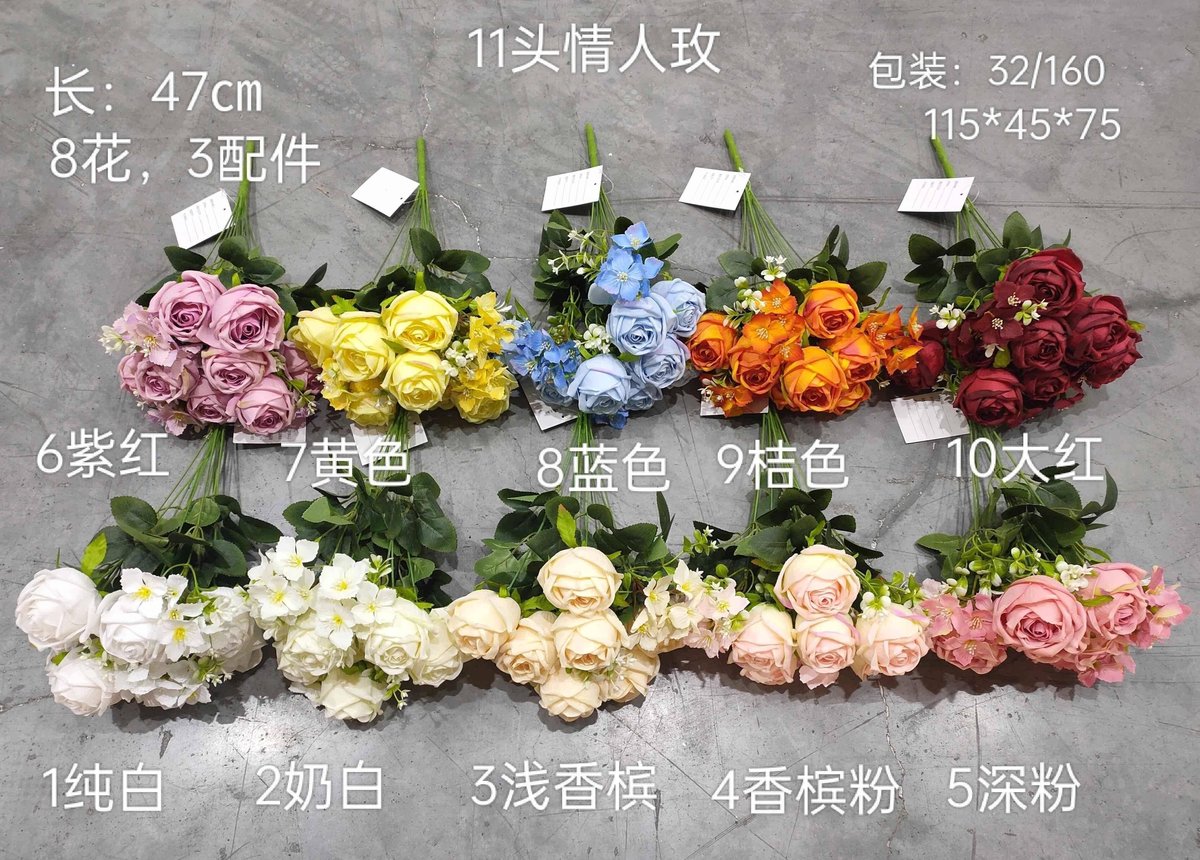 11头情人玫
长：47cm
8花，3配件
包装：32/160
115*45*75
6紫红
7黄色
8蓝色
9桔色
10大红
1纯白
2奶白
3浅香槟
4香槟粉
5深粉